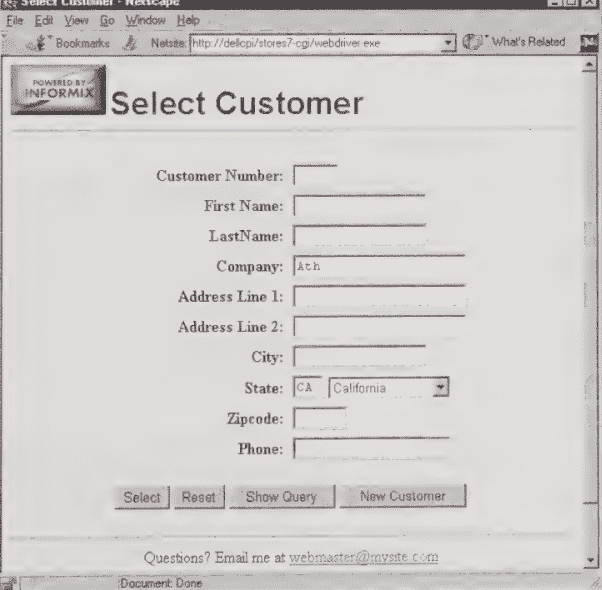 Select Customer - Netscape
File Edit View Go Window Help
Bookmarks Netsite: http://dellcpi/stores7-cgi/webdriver.exe What's Related
POWERED BY
INFORMIX
Select Customer
Customer Number:
First Name:
LastName:
Company: Ath
Address Line 1:
Address Line 2:
City:
State: CA California
Zipcode:
Phone:
Select Reset Show Query New Customer
Questions? Email me at webmaster@mysite.com
Document: Done